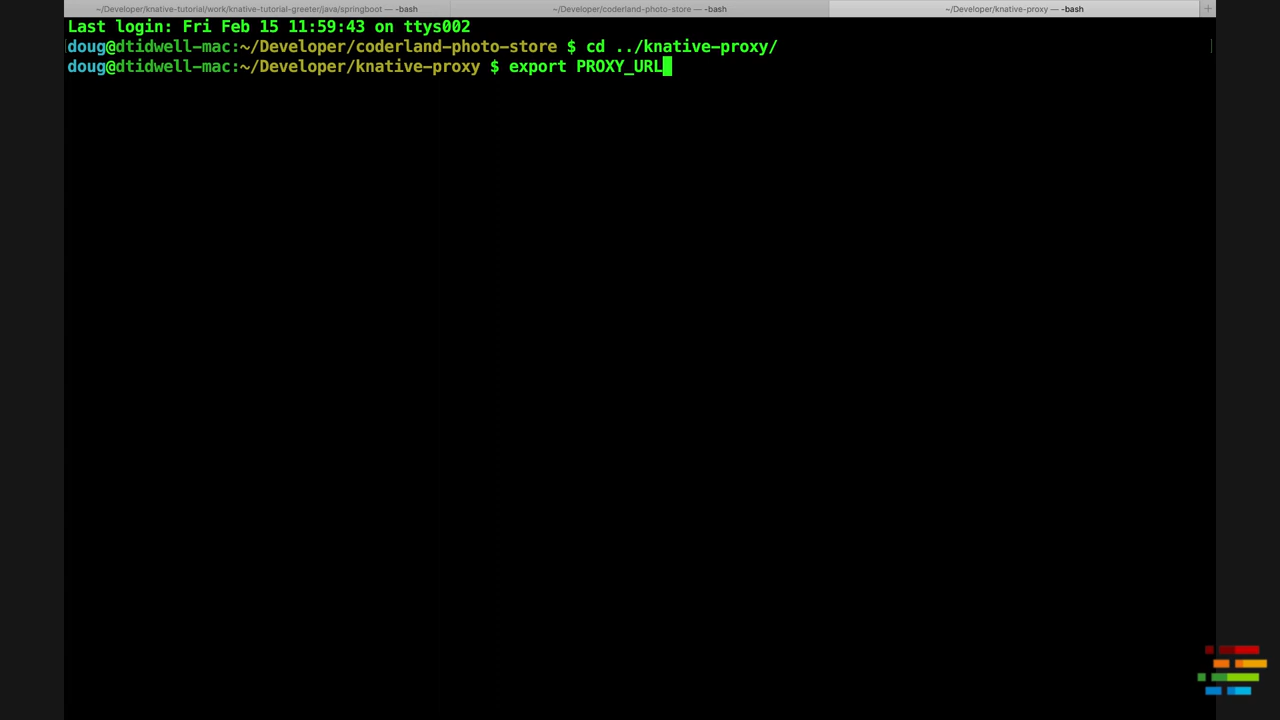 ~/Developer/knative-tutorial/work/knative-tutorial-greeter/java/springboot — -bash
~/Developer/coderland-photo-store — -bash
~/Developer/knative-proxy — -bash
+
Last login: Fri Feb 15 11:59:43 on ttys002
doug@dtidwell-mac:~/Developer/coderland-photo-store $ cd ../knative-proxy/
doug@dtidwell-mac:~/Developer/knative-proxy $ export PROXY_URL